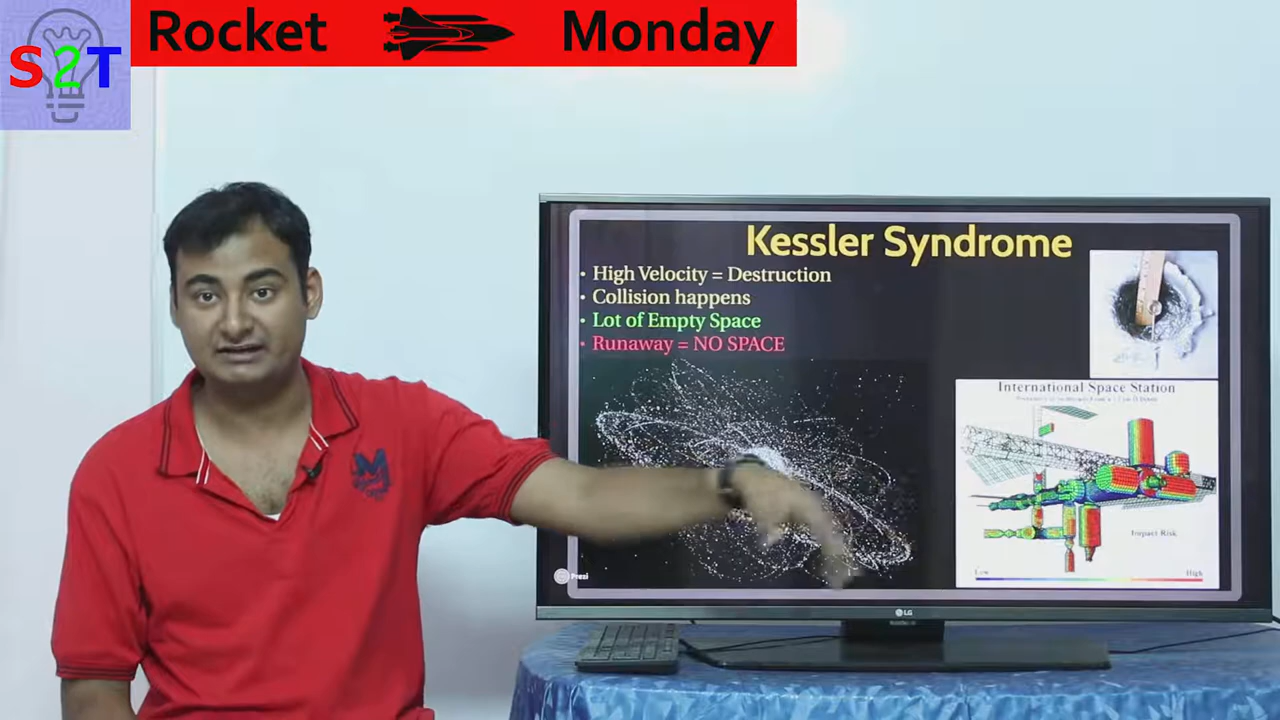 Rocket Monday
S2T
Kessler Syndrome
• High Velocity = Destruction
• Collision happens
• Lot of Empty Space
• Runaway = NO SPACE
International Space Station
Impact Risk
Low High
Prezi
LG
M